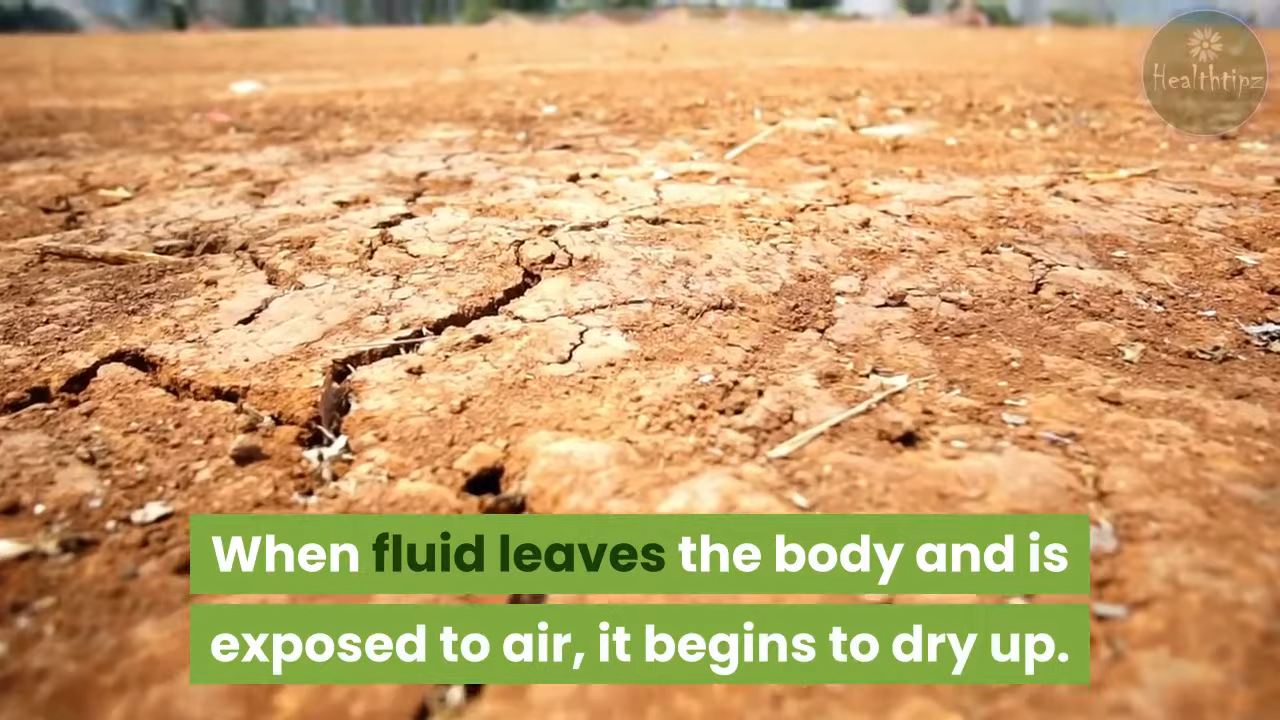 Healthtipz
When fluid leaves the body and is
exposed to air, it begins to dry up.